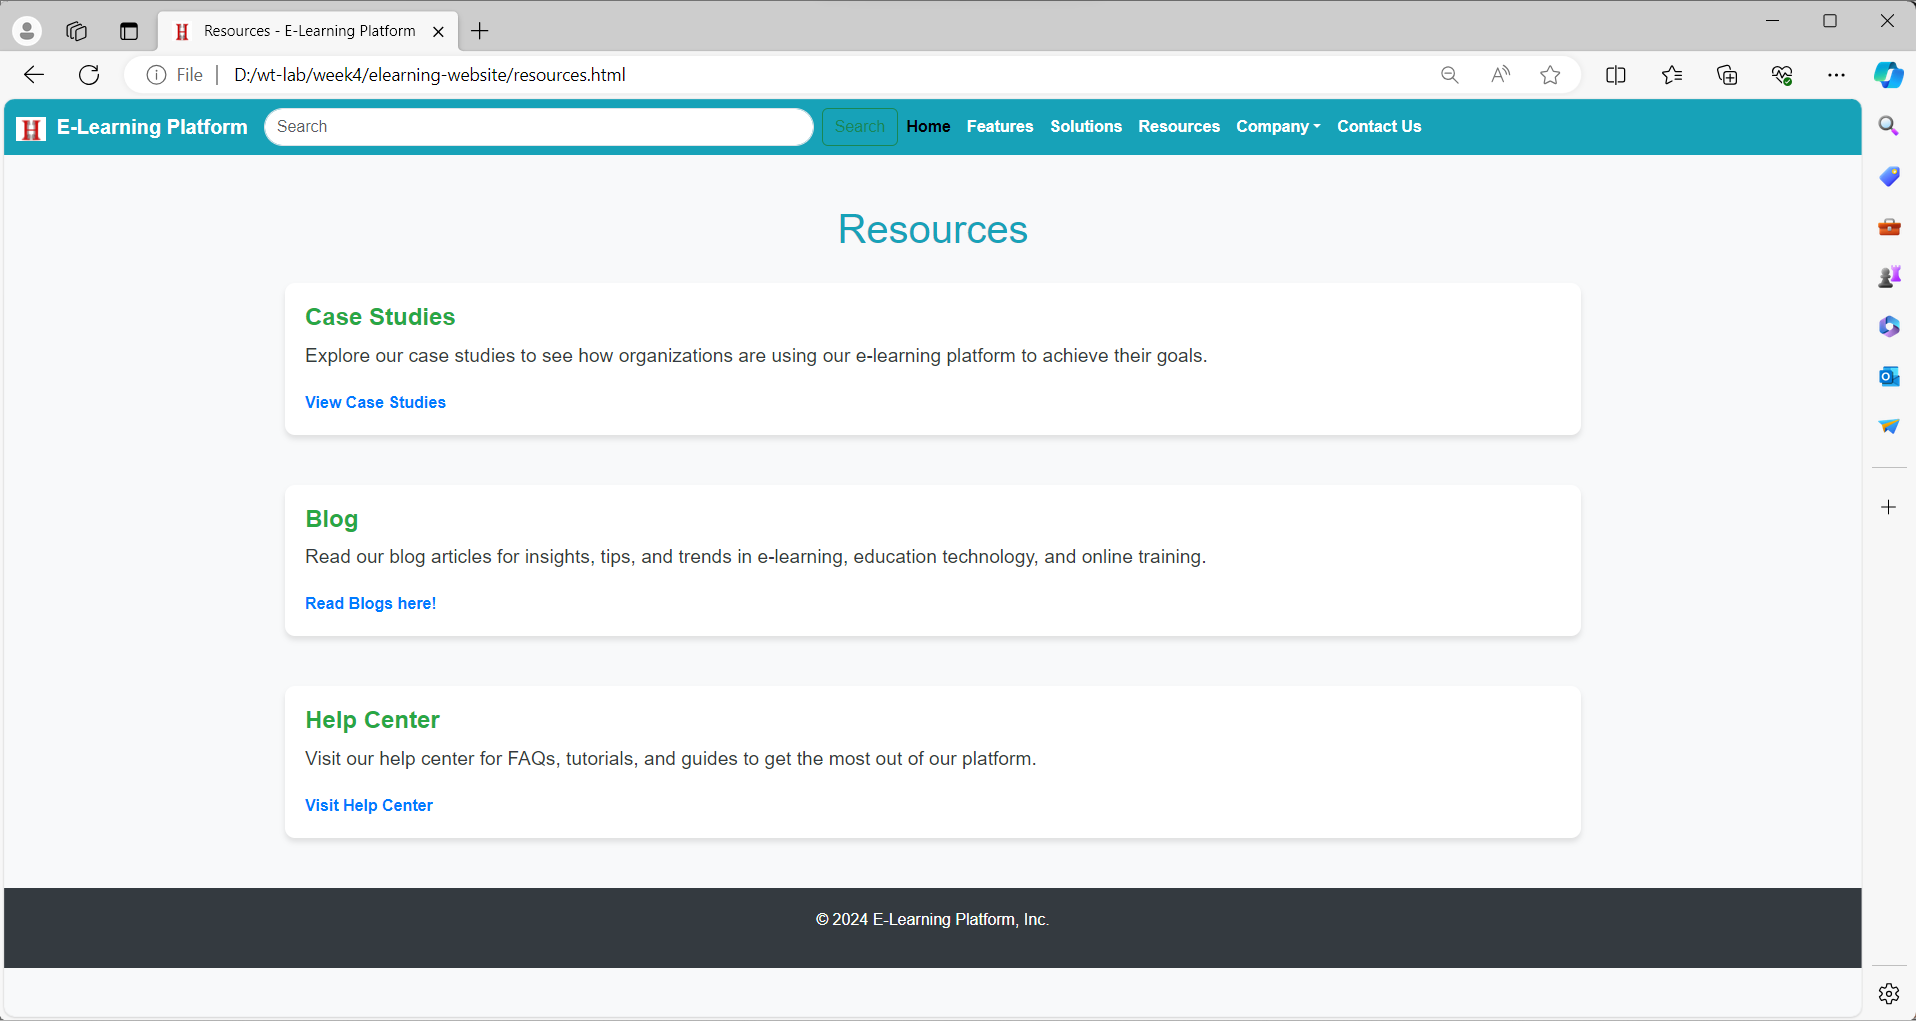 Resources - E-Learning Platform
File
D:/wt-lab/week4/elearning-website/resources.html
H E-Learning Platform Search Search Home Features Solutions Resources Company Contact Us
Resources
Case Studies
Explore our case studies to see how organizations are using our e-learning platform to achieve their goals.
View Case Studies
Blog
Read our blog articles for insights, tips, and trends in e-learning, education technology, and online training.
Read Blogs here!
Help Center
Visit our help center for FAQs, tutorials, and guides to get the most out of our platform.
Visit Help Center
© 2024 E-Learning Platform, Inc.